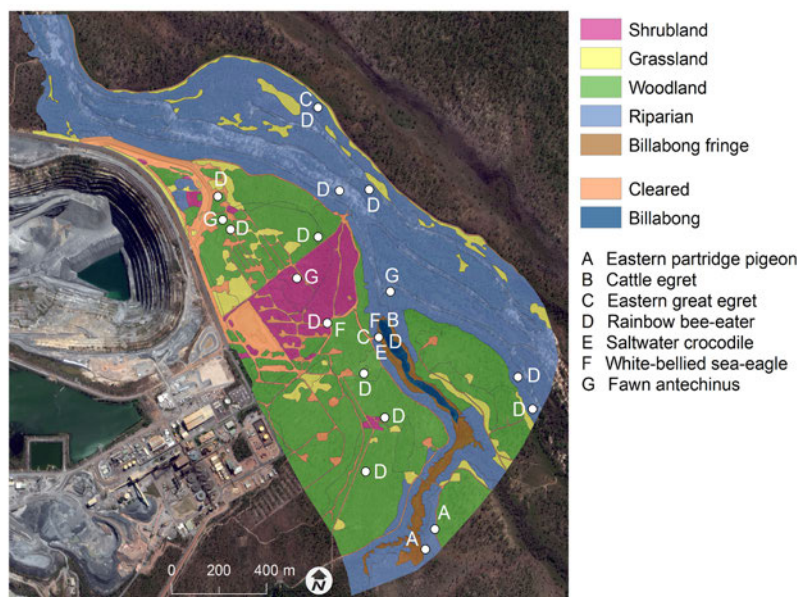 C
D
D
D
D
G
D
D
G
G
D
F
F B
C
D
E
D
D
D
D
D
A
A
0
200
400 m
N
Shrubland
Grassland
Woodland
Riparian
Billabong fringe
Cleared
Billabong
A Eastern partridge pigeon
B Cattle egret
C Eastern great egret
D Rainbow bee-eater
E Saltwater crocodile
F White-bellied sea-eagle
G Fawn antechinus